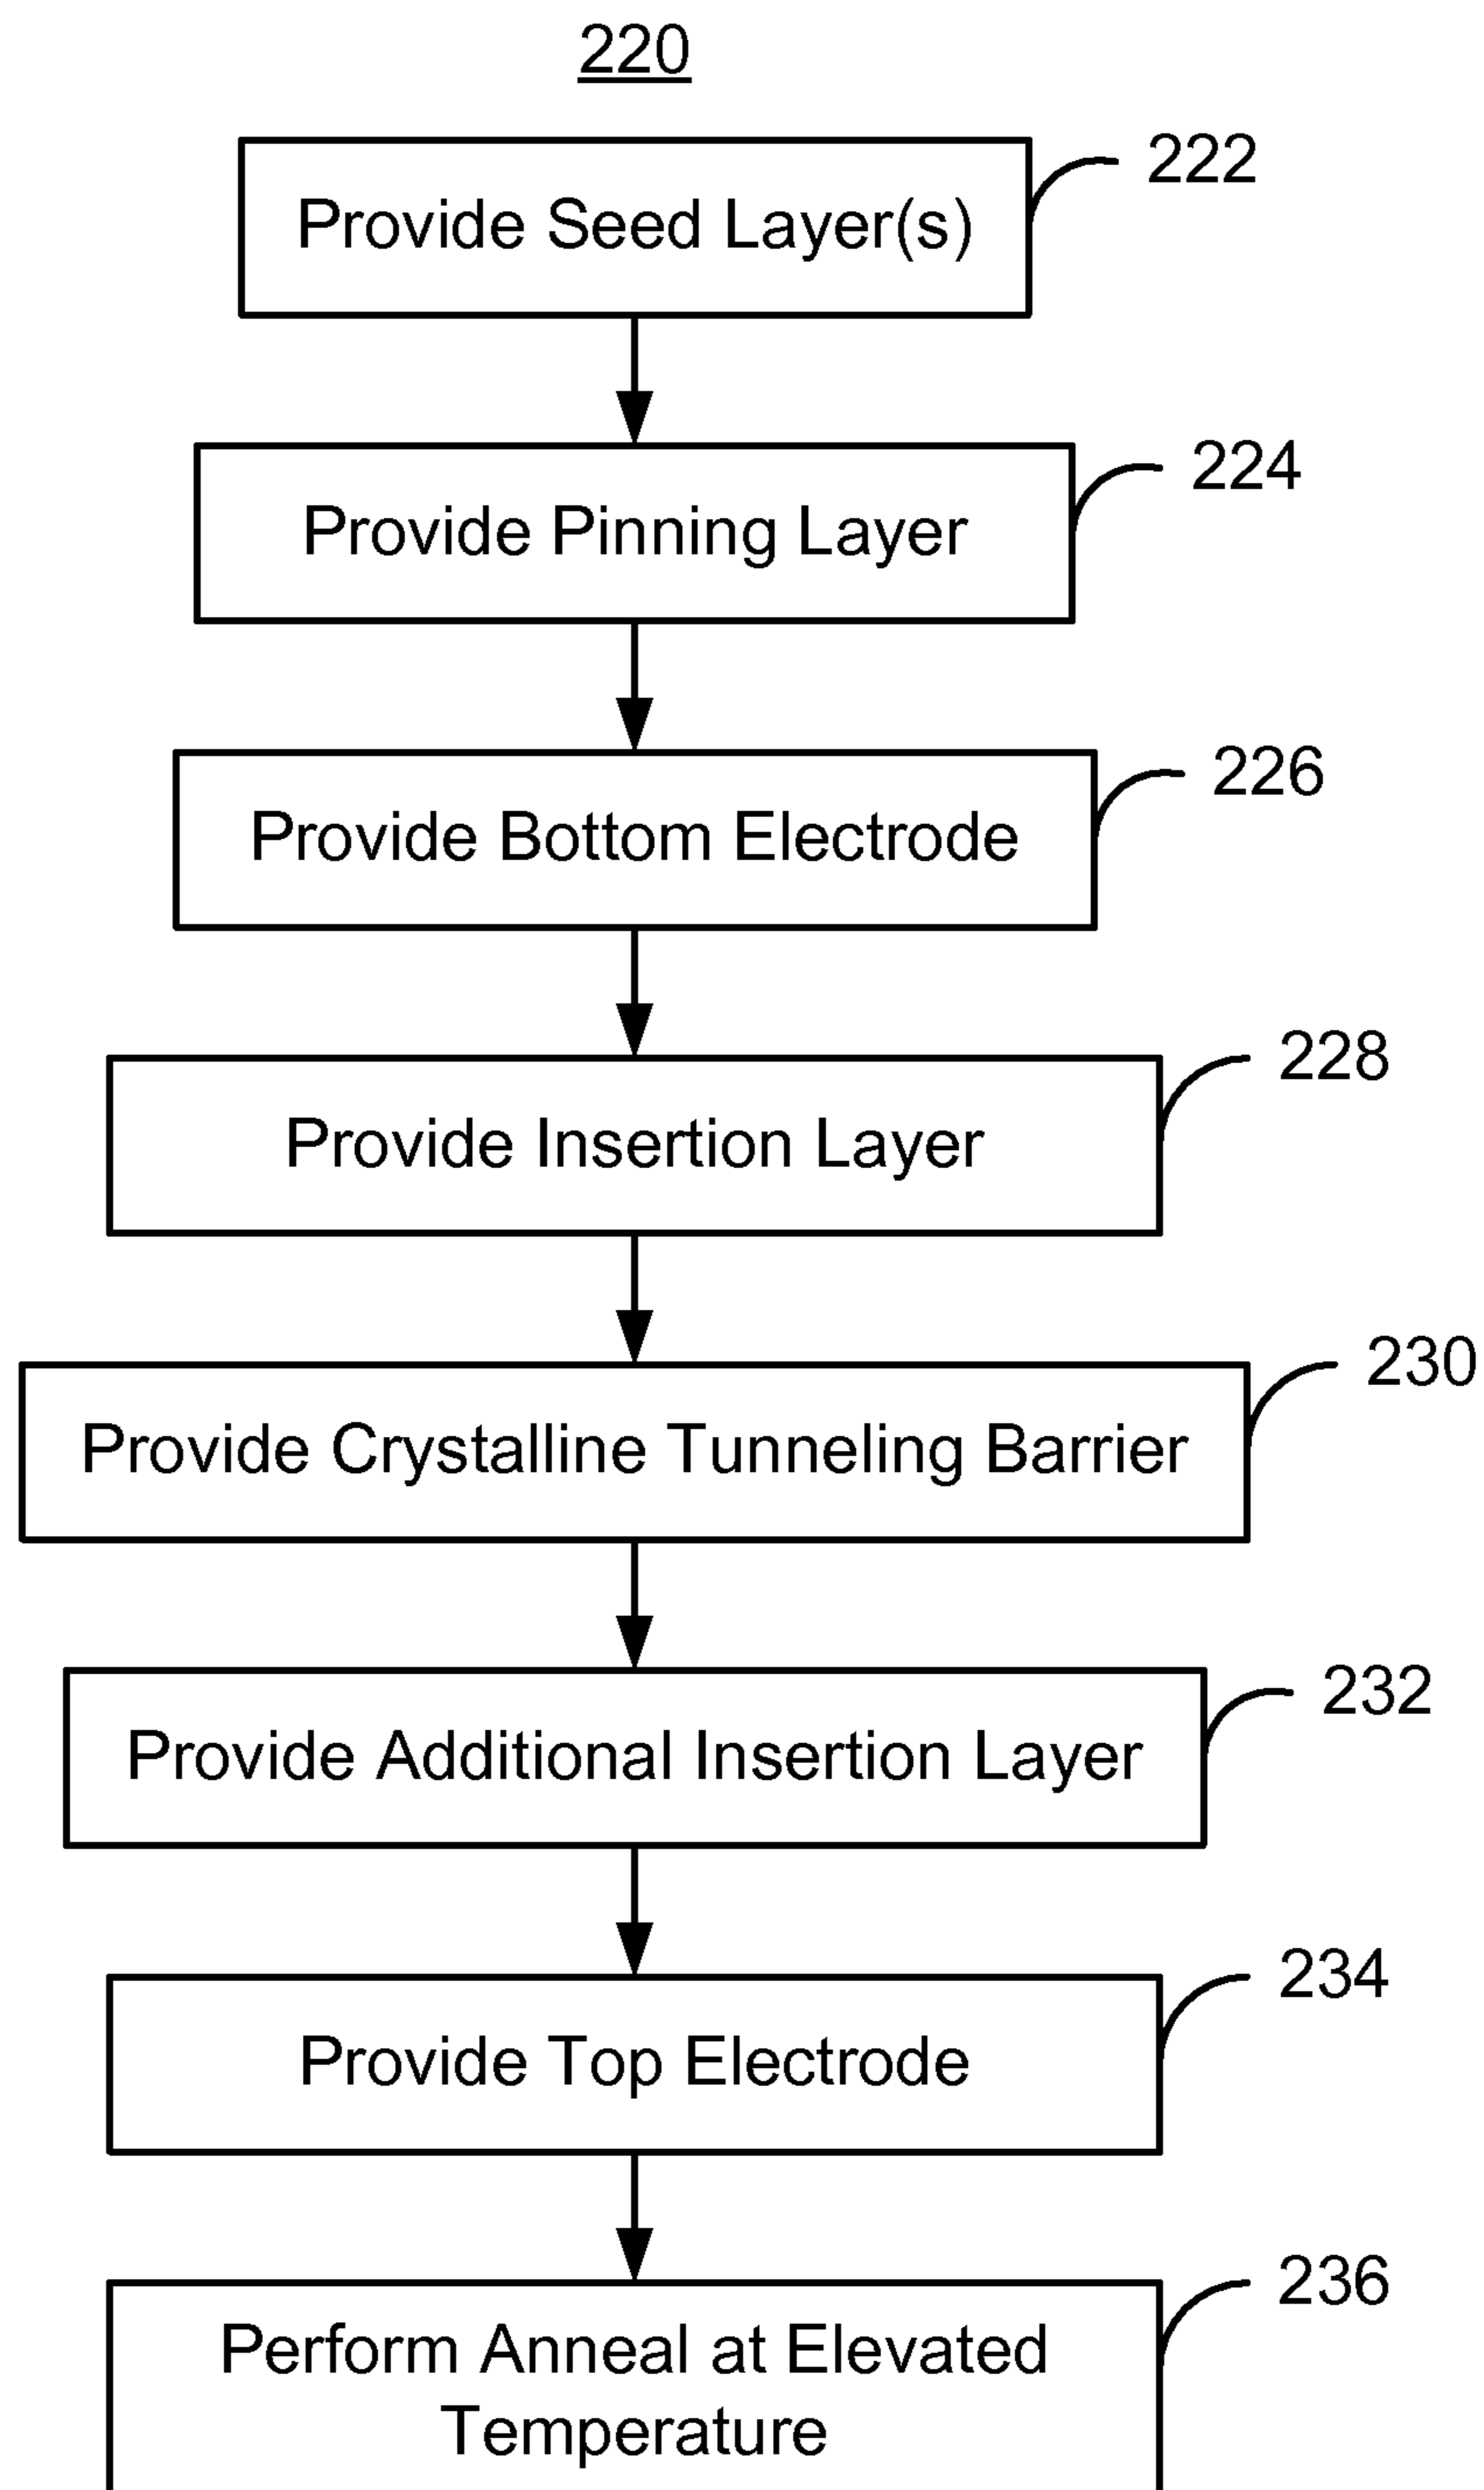 220
Provide Seed Layer(s)
222
Provide Pinning Layer
224
Provide Bottom Electrode
226
Provide Insertion Layer
228
Provide Crystalline Tunneling Barrier
230
Provide Additional Insertion Layer
232
Provide Top Electrode
234
Perform Anneal at Elevated
Temperature
236